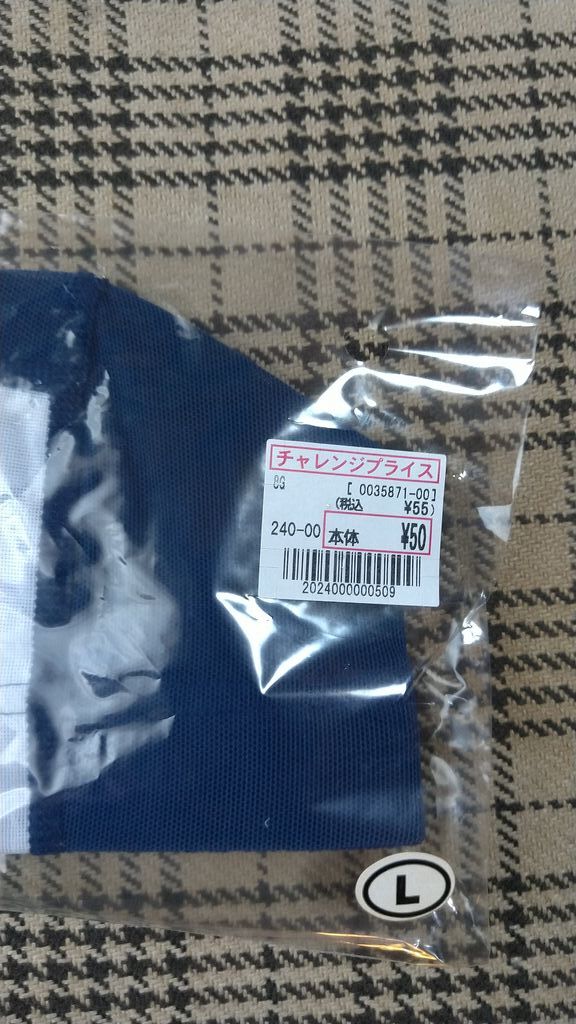 チャレンジプライス
[ 0035871-00]
(税込 ¥55)
240-00 本体 ¥50
2024000000509
L